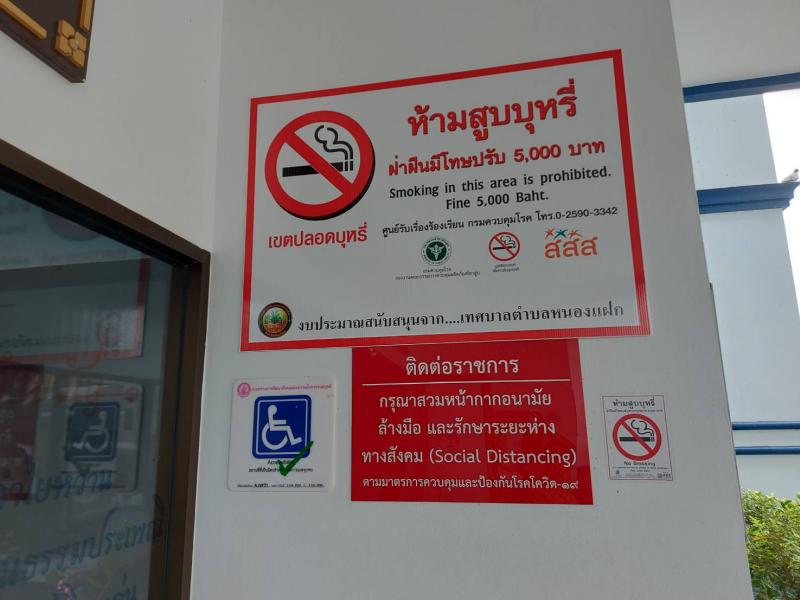 ห้ามสูบบุหรี่
ฝ่าฝืนมีโทษปรับ 5,000 บาท
Smoking in this area is prohibited.
Fine 5,000 Baht.
เขตปลอดบุหรี่
ศูนย์รับเรื่องร้องเรียน กรมควบคุมโรค โทร.0-2590-3342
กรมควบคุมโรค
สสส
งบประมาณสนับสนุนจาก....เทศบาลตำบลหนองแฝก
ติดต่อราชการ
กรุณาสวมหน้ากากอนามัย
ล้างมือ และรักษาระยะห่าง
ทางสังคม (Social Distancing)
ตามมาตรการควบคุมและป้องกันโรคโควิด-๑๙
ห้ามสูบบุหรี่
No Smoking